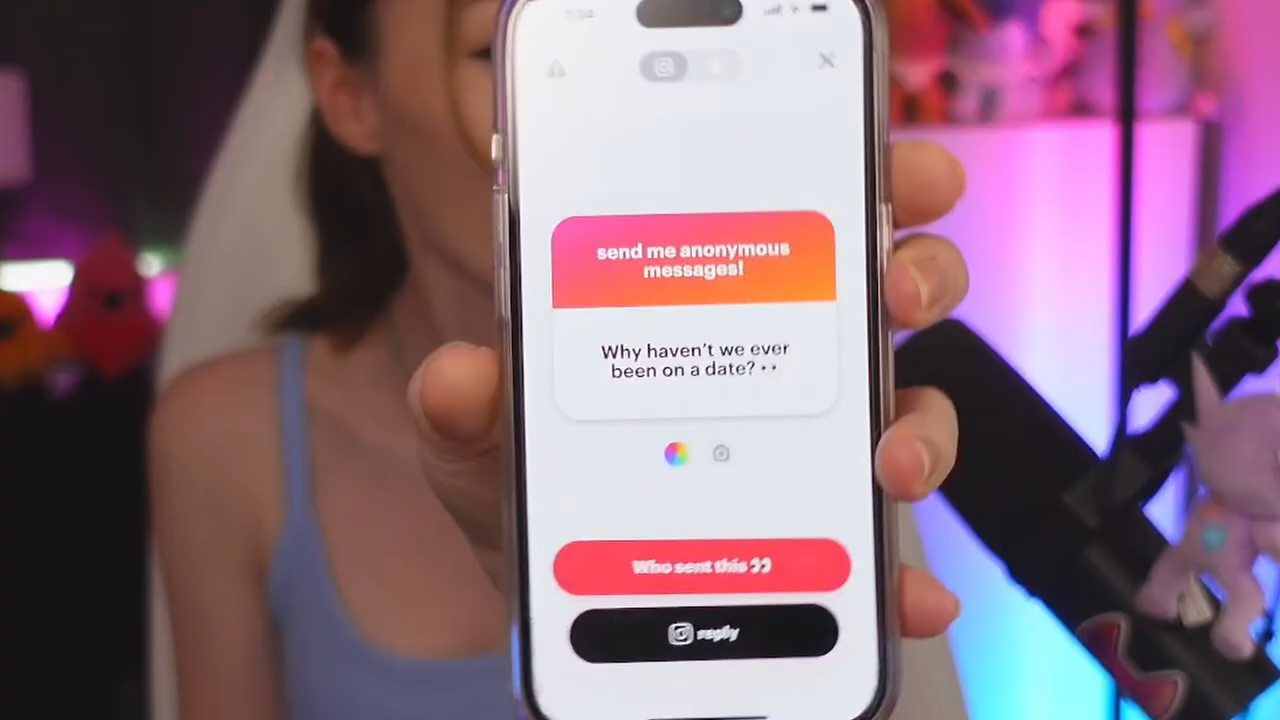 send me anonymous
messages!
Why haven't we ever
been on a date? 👀
Who sent this 👀
reply